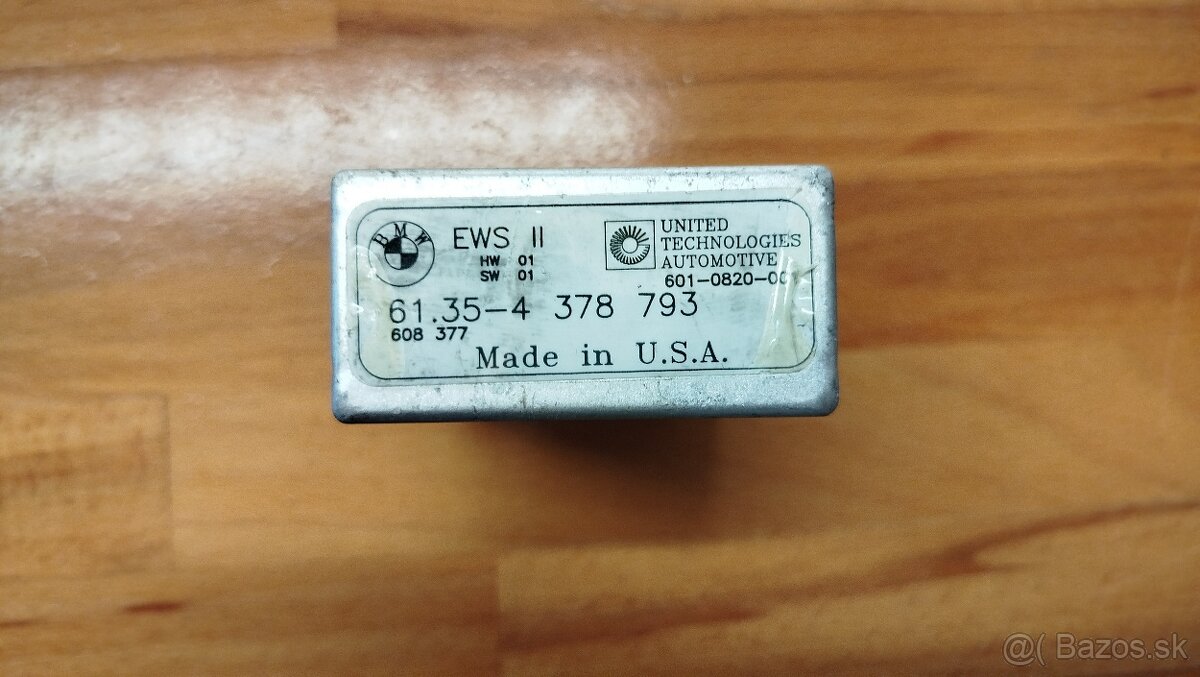 BMW
EWS II
HW 01
SW 01
UNITED
TECHNOLOGIES
AUTOMOTIVE
61.35-4 378 793
608 377
Made in U.S.A.
@( Bazos.sk